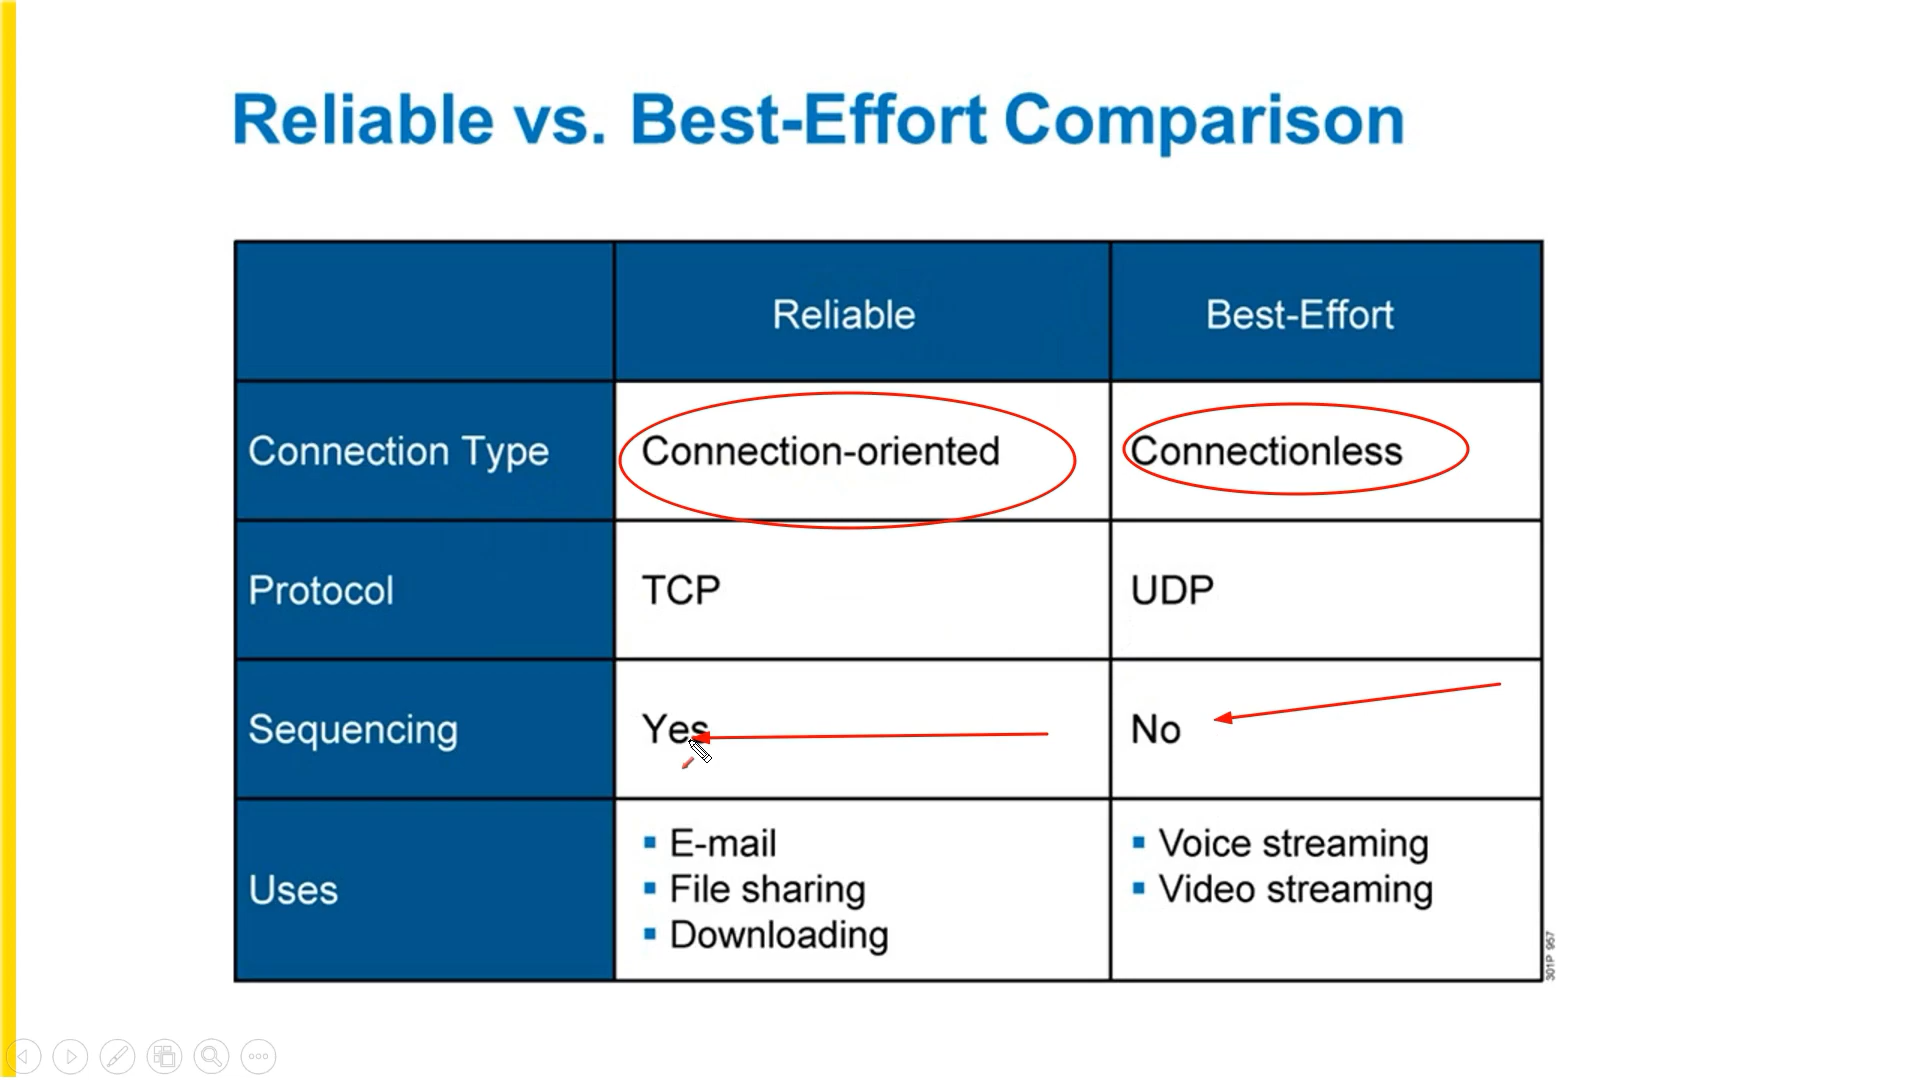 Reliable vs. Best-Effort Comparison
Reliable
Best-Effort
Connection Type
Connection-oriented
Connectionless
Protocol
TCP
UDP
Sequencing
Yes
No
Uses
E-mail
File sharing
Downloading
Voice streaming
Video streaming
301P_957